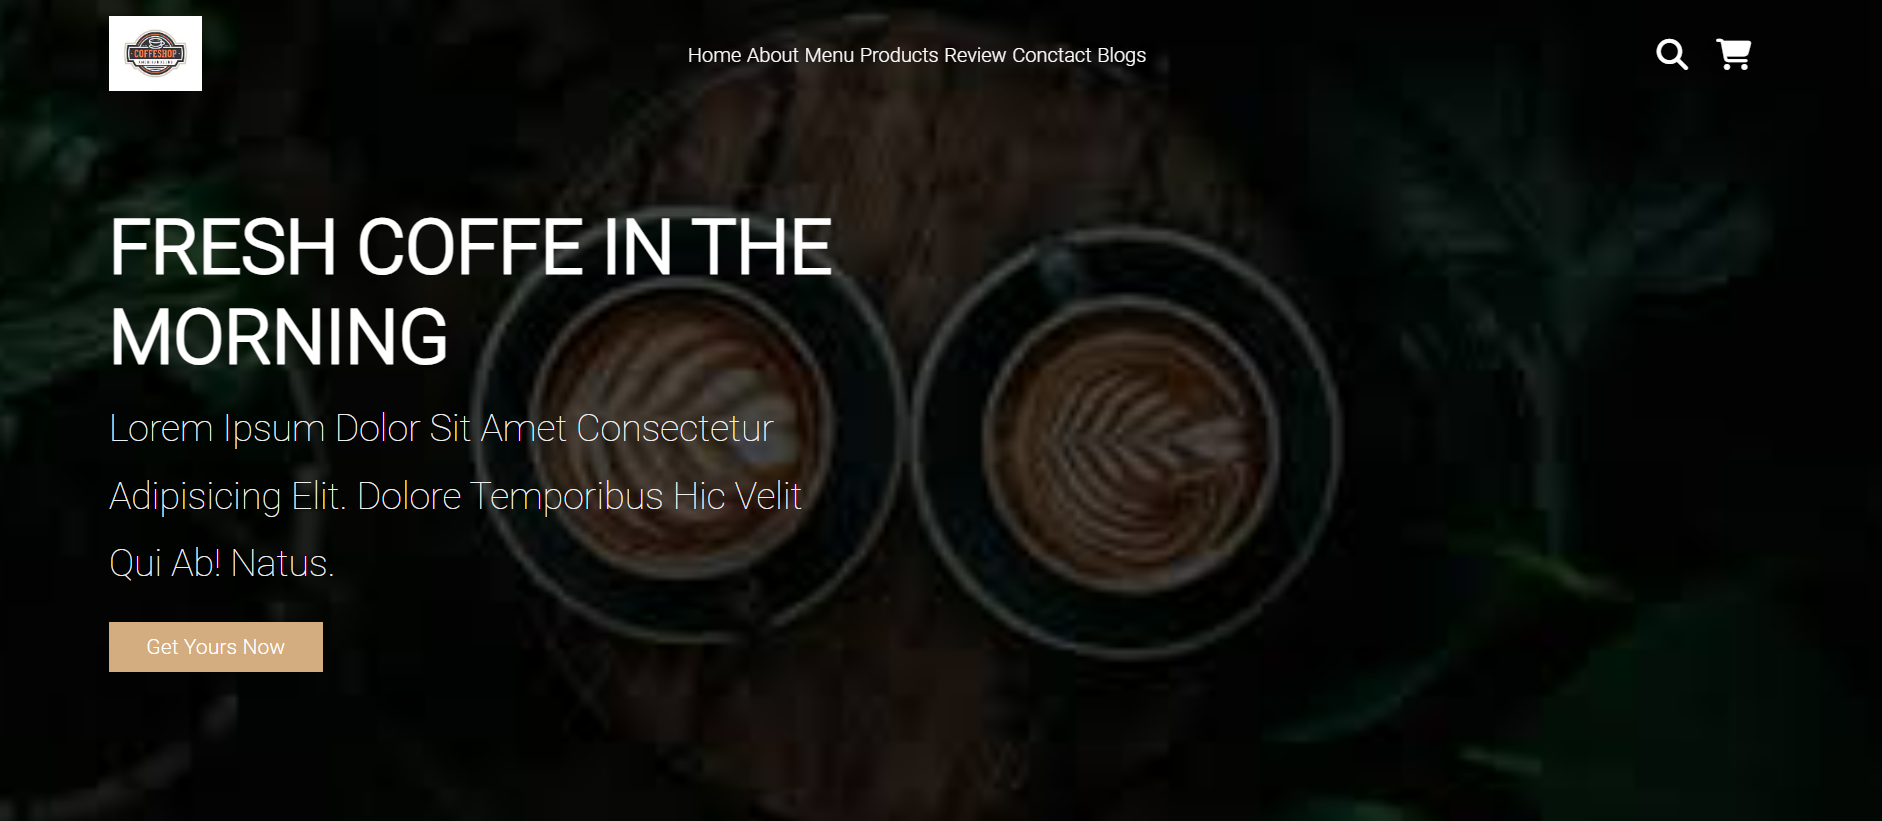 COFFESHOP
Home About Menu Products Review Conctact Blogs
FRESH COFFE IN THE
MORNING
Lorem Ipsum Dolor Sit Amet Consectetur
Adipisicing Elit. Dolore Temporibus Hic Velit
Qui Ab! Natus.
Get Yours Now